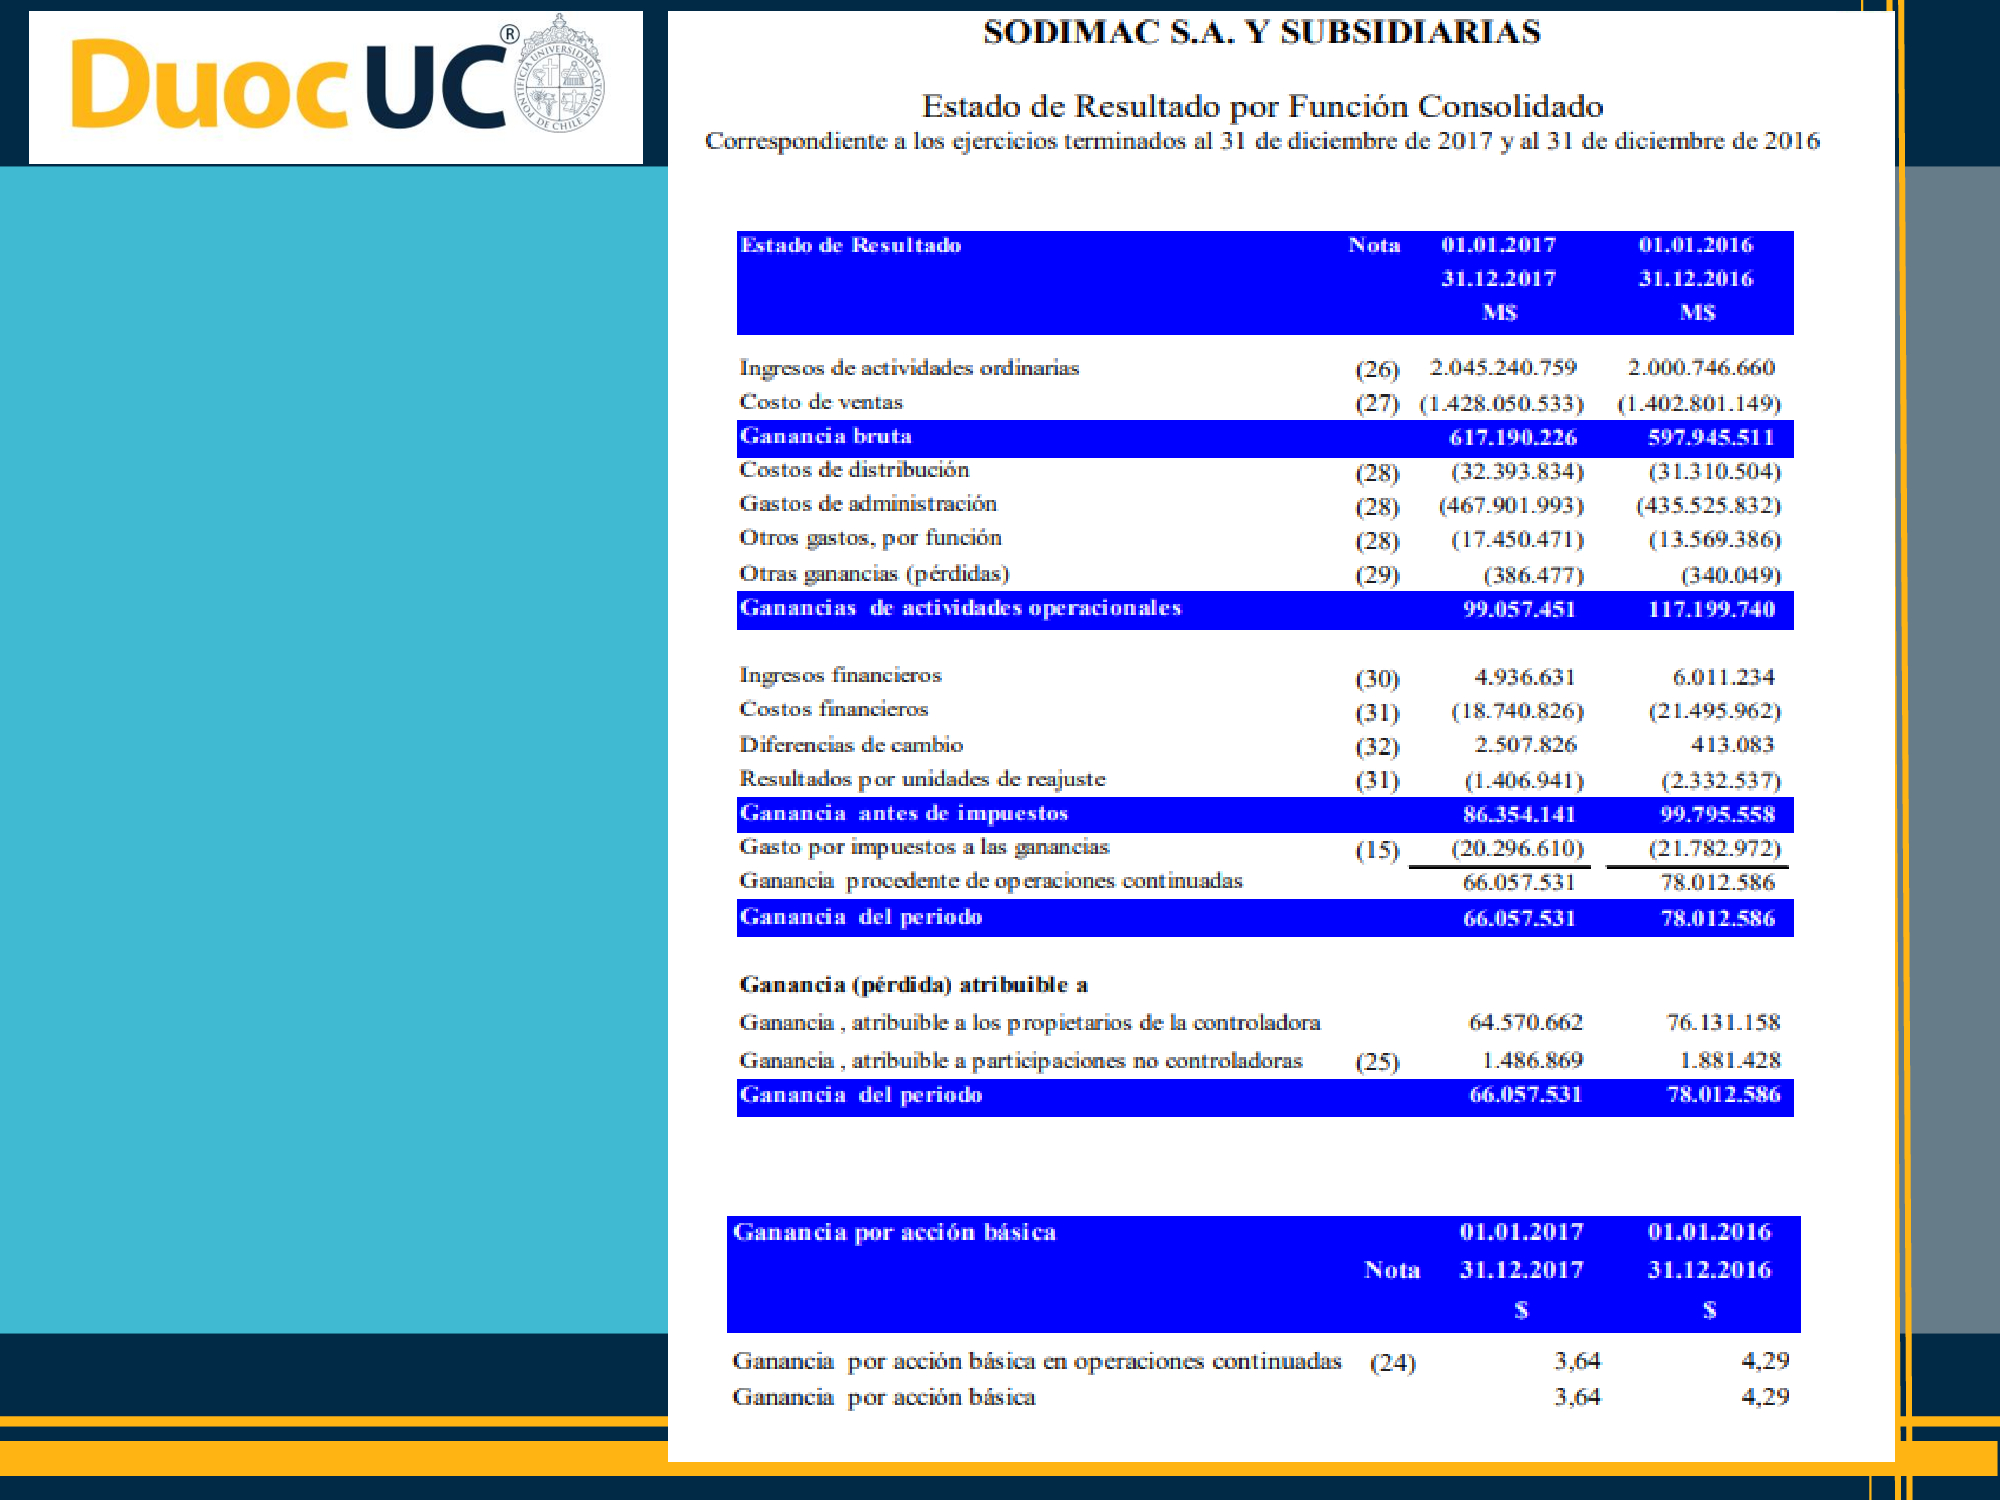 DuocUC®
PONTIFICIA UNIVERSIDAD CATOLICA DE CHILE
SODIMAC S.A. Y SUBSIDIARIAS
Estado de Resultado por Función Consolidado
Correspondiente a los ejercicios terminados al 31 de diciembre de 2017 y al 31 de diciembre de 2016
Estado de Resultado Nota 01.01.2017 01.01.2016
31.12.2017 31.12.2016
M$ M$
Ingresos de actividades ordinarias (26) 2.045.240.759 2.000.746.660
Costo de ventas (27) (1.428.050.533) (1.402.801.149)
Ganancia bruta 617.190.226 597.945.511
Costos de distribución (28) (32.393.834) (31.310.504)
Gastos de administración (28) (467.901.993) (435.525.832)
Otros gastos, por función (28) (17.450.471) (13.569.386)
Otras ganancias (pérdidas) (29) (386.477) (340.049)
Ganancias de actividades operacionales 99.057.451 117.199.740
Ingresos financieros (30) 4.936.631 6.011.234
Costos financieros (31) (18.740.826) (21.495.962)
Diferencias de cambio (32) 2.507.826 413.083
Resultados por unidades de reajuste (31) (1.406.941) (2.332.537)
Ganancia antes de impuestos 86.354.141 99.795.558
Gasto por impuestos a las ganancias (15) (20.296.610) (21.782.972)
Ganancia procedente de operaciones continuadas 66.057.531 78.012.586
Ganancia del periodo 66.057.531 78.012.586
Ganancia (pérdida) atribuible a
Ganancia , atribuible a los propietarios de la controladora 64.570.662 76.131.158
Ganancia , atribuible a participaciones no controladoras (25) 1.486.869 1.881.428
Ganancia del periodo 66.057.531 78.012.586
Ganancia por acción básica 01.01.2017 01.01.2016
Nota 31.12.2017 31.12.2016
$ $
Ganancia por acción básica en operaciones continuadas (24) 3,64 4,29
Ganancia por acción básica 3,64 4,29